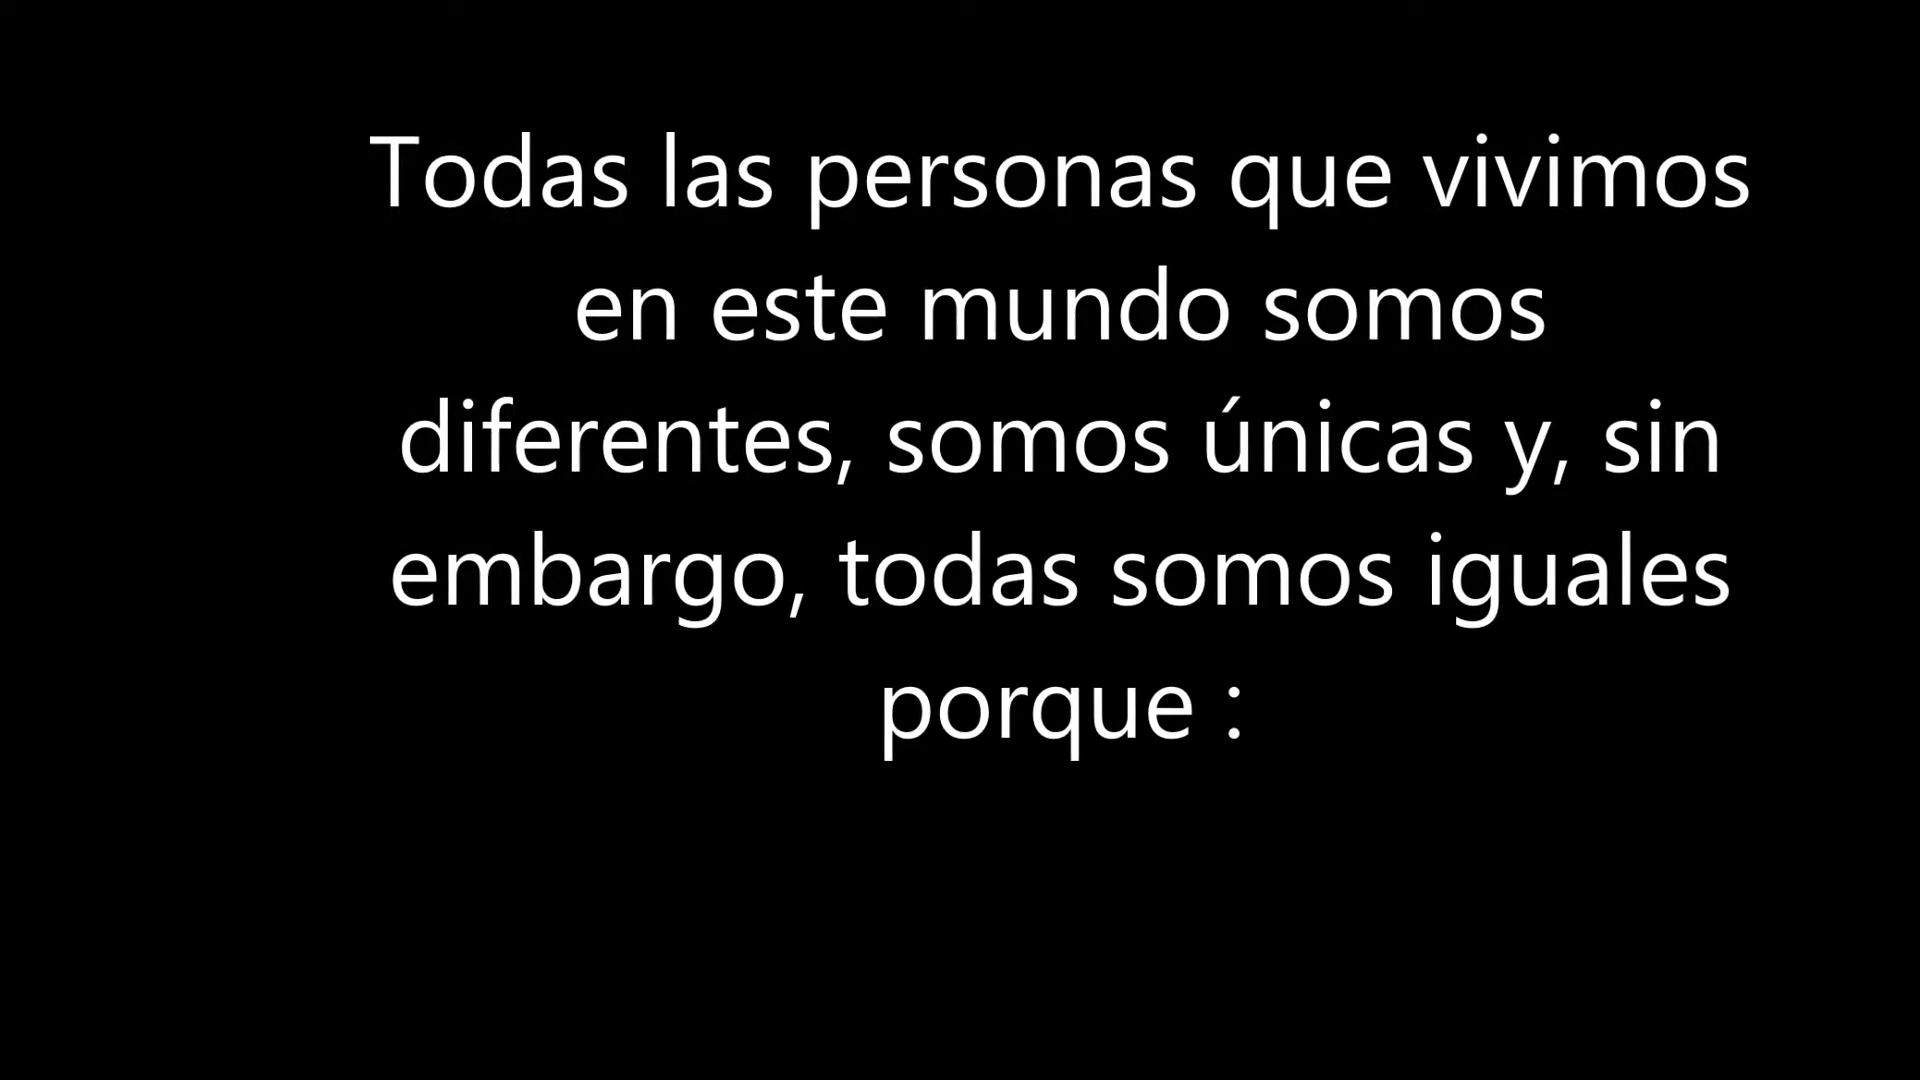 Todas las personas que vivimos
en este mundo somos
diferentes, somos únicas y, sin
embargo, todas somos iguales
porque :